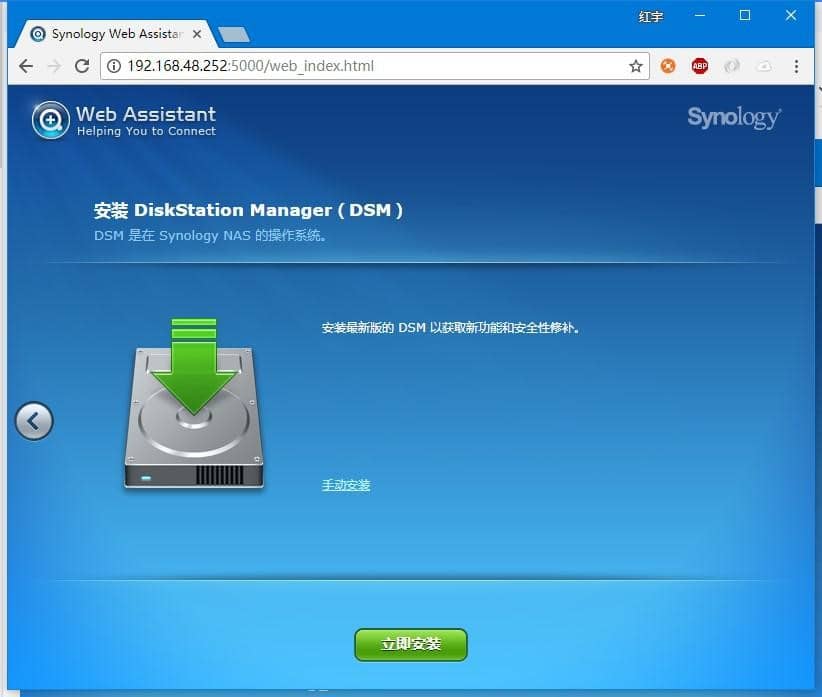 红宇
Synology Web Assistan
192.168.48.252:5000/web_index.html
ABP
Web Assistant
Helping You to Connect
Synology
安装 DiskStation Manager ( DSM )
DSM 是在 Synology NAS 的操作系统。
安装最新版的 DSM 以获取新功能和安全性修补。
手动安装
立即安装